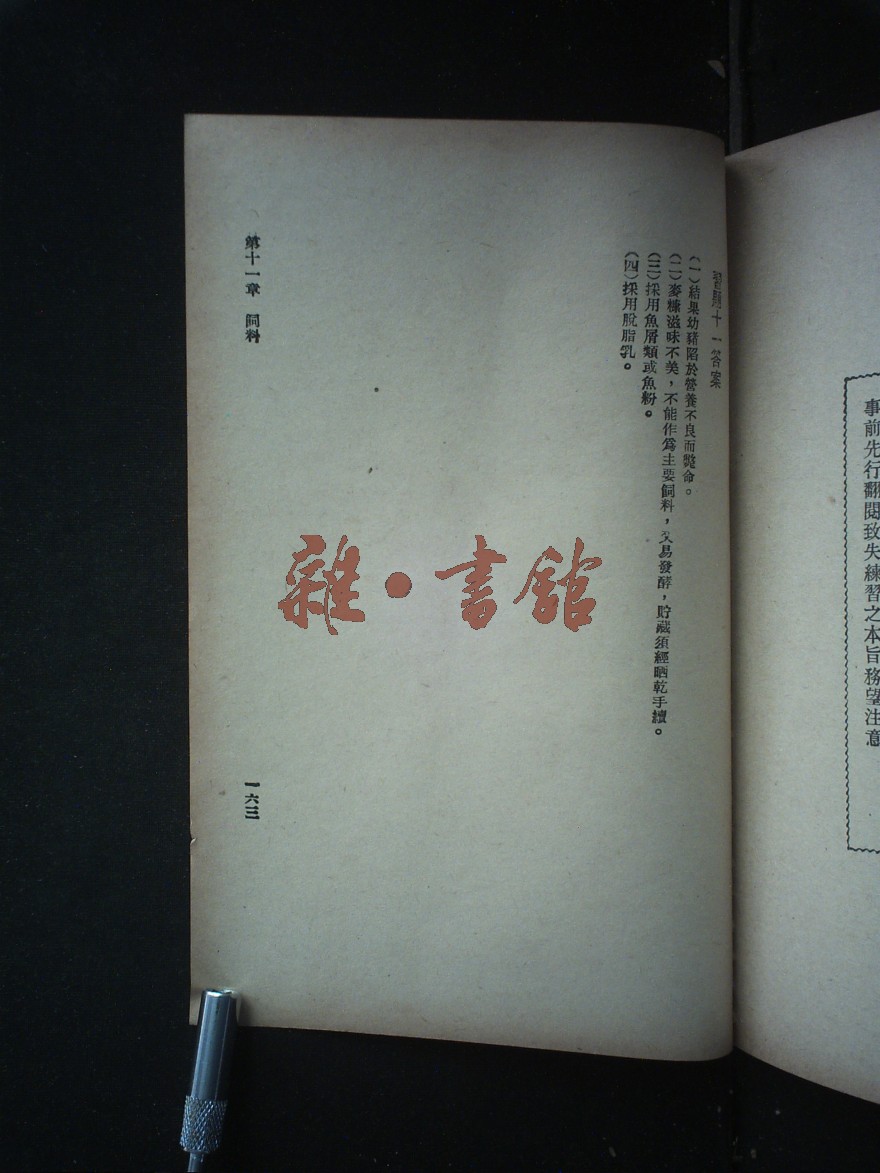 事前先行翻閱致失練習之本旨務望注意
習題十一答案
(一)結果幼豬陷於營養不良而斃命。
(二)麥糠滋味不美，不能作為主要飼料，又易發酵，貯藏須經晒乾手續。
(三)採用魚屑類或魚粉。
(四)採用脫脂乳。
第十一章 飼料
一六三
雜·書館